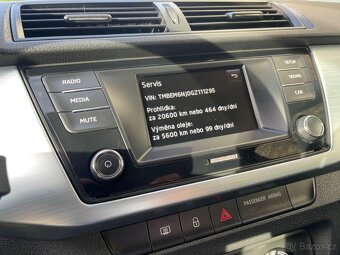 RADIO
MEDIA
MUTE
Servis
VIN: TMBEM6NJ0GZ111295
Prohlídka:
za 20600 km nebo 464 dny/dní
Výměna oleje:
za 5600 km nebo 99 dny/dní
SETUP
SOUND
CAR
PASSENGER AIRBAG